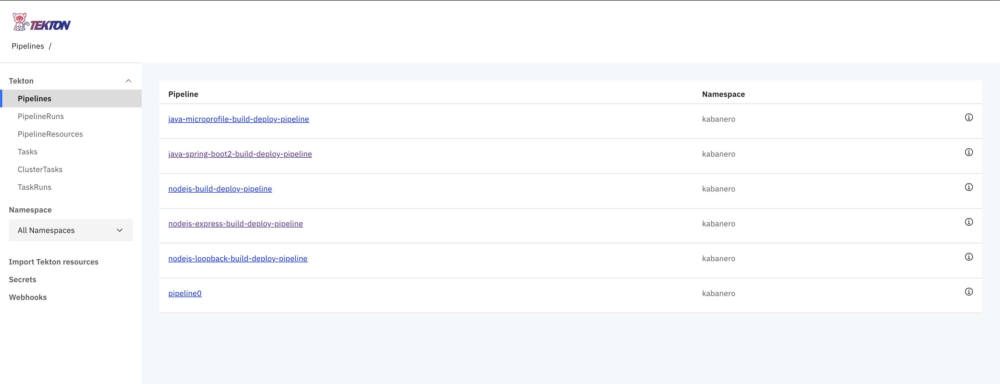 TEKTON
Pipelines /
Tekton
Pipelines
PipelineRuns
PipelineResources
Tasks
ClusterTasks
TaskRuns
Namespace
All Namespaces
Import Tekton resources
Secrets
Webhooks
Pipeline Namespace
java-microprofile-build-deploy-pipeline kabanero
java-spring-boot2-build-deploy-pipeline kabanero
nodejs-build-deploy-pipeline kabanero
nodejs-express-build-deploy-pipeline kabanero
nodejs-loopback-build-deploy-pipeline kabanero
pipeline0 kabanero